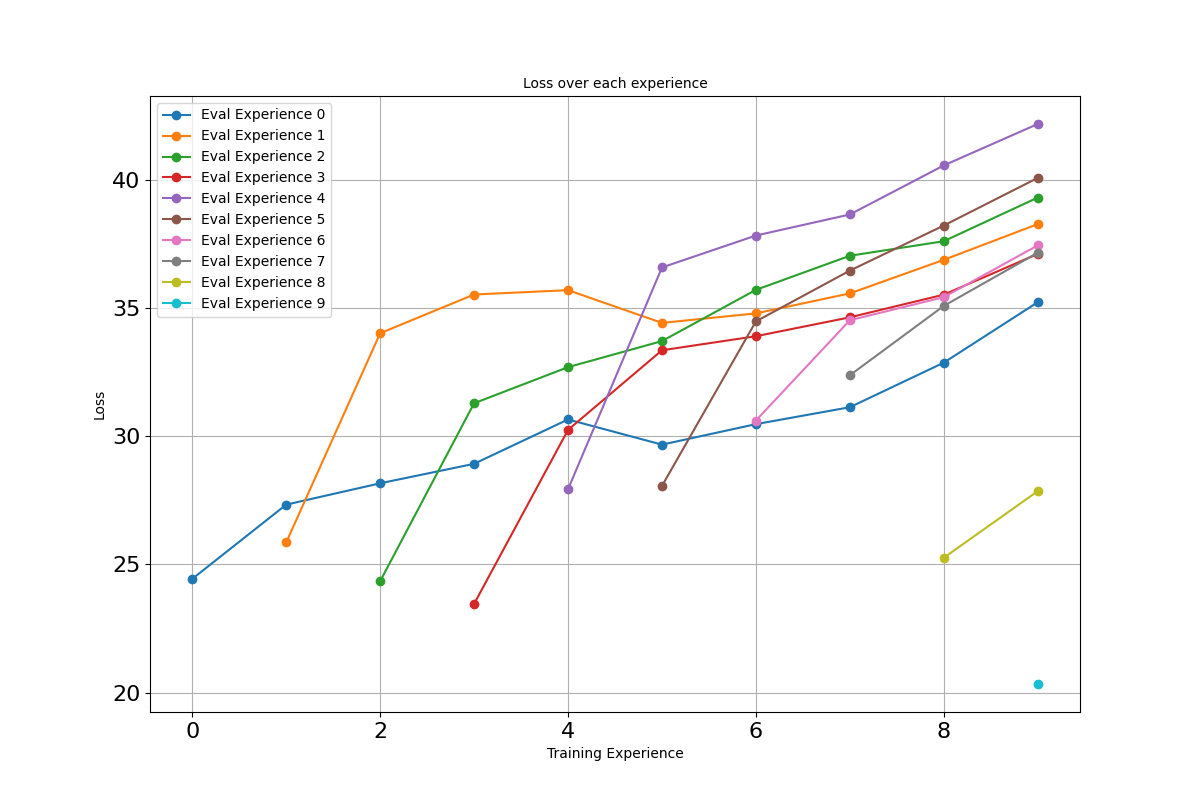 Loss over each experience
Eval Experience 0
Eval Experience 1
Eval Experience 2
Eval Experience 3
Eval Experience 4
Eval Experience 5
Eval Experience 6
Eval Experience 7
Eval Experience 8
Eval Experience 9
40
35
30
25
20
Loss
0 2 4 6 8
Training Experience